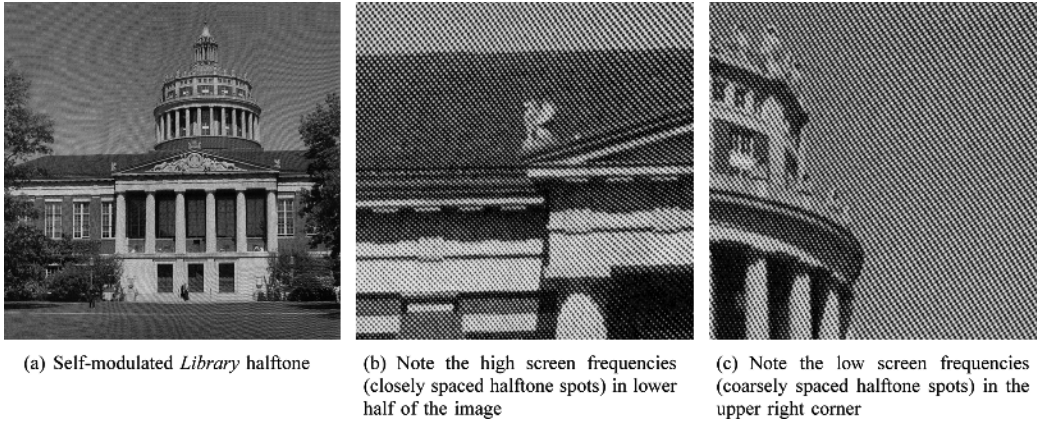 (a) Self-modulated Library halftone
(b) Note the high screen frequencies
(closely spaced halftone spots) in lower
half of the image
(c) Note the low screen frequencies
(coarsely spaced halftone spots) in the
upper right corner